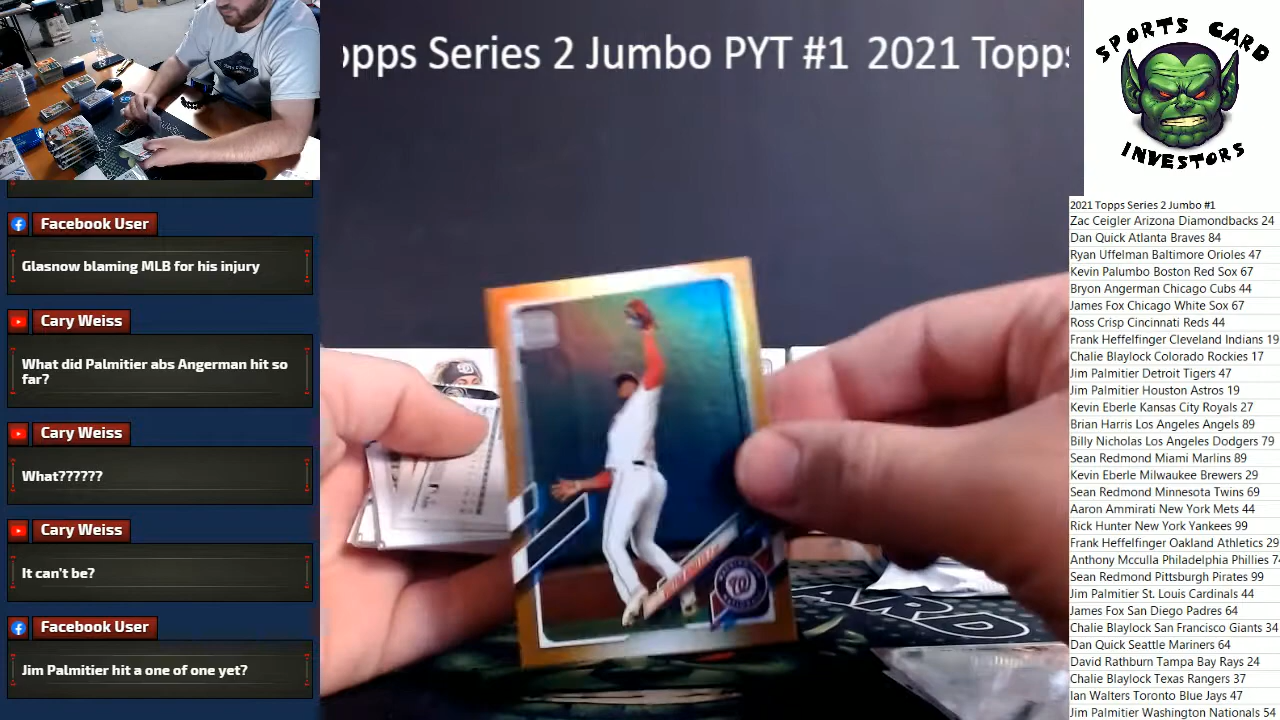 opps Series 2 Jumbo PYT #1 2021 Topps
SPORTS CARD
INVESTORS
Facebook User
Glasnow blaming MLB for his injury
Cary Weiss
What did Palmitier abs Angerman hit so
far?
Cary Weiss
What??????
Cary Weiss
It can't be?
Facebook User
Jim Palmitier hit a one of one yet?
W
ARD
2021 Topps Series 2 Jumbo #1
Zac Ceigler Arizona Diamondbacks 24
Dan Quick Atlanta Braves 84
Ryan Uffelman Baltimore Orioles 47
Kevin Palumbo Boston Red Sox 67
Bryon Angerman Chicago Cubs 44
James Fox Chicago White Sox 67
Ross Crisp Cincinnati Reds 44
Frank Heffelfinger Cleveland Indians 19
Chalie Blaylock Colorado Rockies 17
Jim Palmitier Detroit Tigers 47
Jim Palmitier Houston Astros 19
Kevin Eberle Kansas City Royals 27
Brian Harris Los Angeles Angels 89
Billy Nicholas Los Angeles Dodgers 79
Sean Redmond Miami Marlins 89
Kevin Eberle Milwaukee Brewers 29
Sean Redmond Minnesota Twins 69
Aaron Ammirati New York Mets 44
Rick Hunter New York Yankees 99
Frank Heffelfinger Oakland Athletics 29
Anthony Mcculla Philadelphia Phillies 74
Sean Redmond Pittsburgh Pirates 99
Jim Palmitier St. Louis Cardinals 44
James Fox San Diego Padres 64
Chalie Blaylock San Francisco Giants 34
Dan Quick Seattle Mariners 64
David Rathburn Tampa Bay Rays 24
Chalie Blaylock Texas Rangers 37
Ian Walters Toronto Blue Jays 47
Jim Palmitier Washington Nationals 54